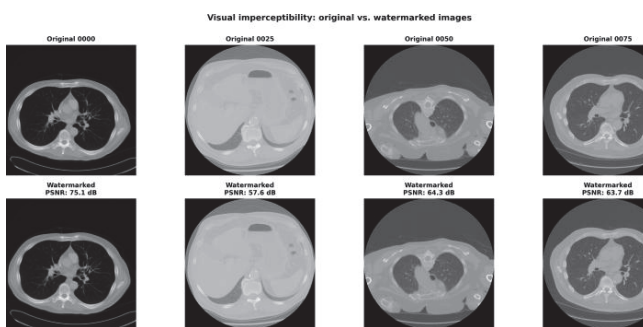 Visual imperceptibility: original vs. watermarked images
Original 0000
Original 0025
Original 0050
Original 0075
Watermarked
PSNR: 75.1 dB
Watermarked
PSNR: 57.6 dB
Watermarked
PSNR: 64.3 dB
Watermarked
PSNR: 63.7 dB